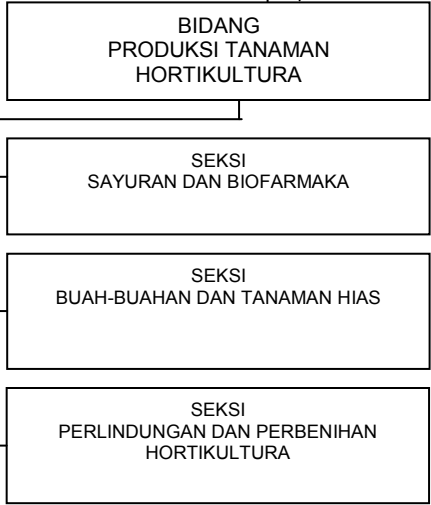 BIDANG
PRODUKSI TANAMAN
HORTIKULTURA
SEKSI
SAYURAN DAN BIOFARMAKA
SEKSI
BUAH-BUAHAN DAN TANAMAN HIAS
SEKSI
PERLINDUNGAN DAN PERBENIHAN
HORTIKULTURA